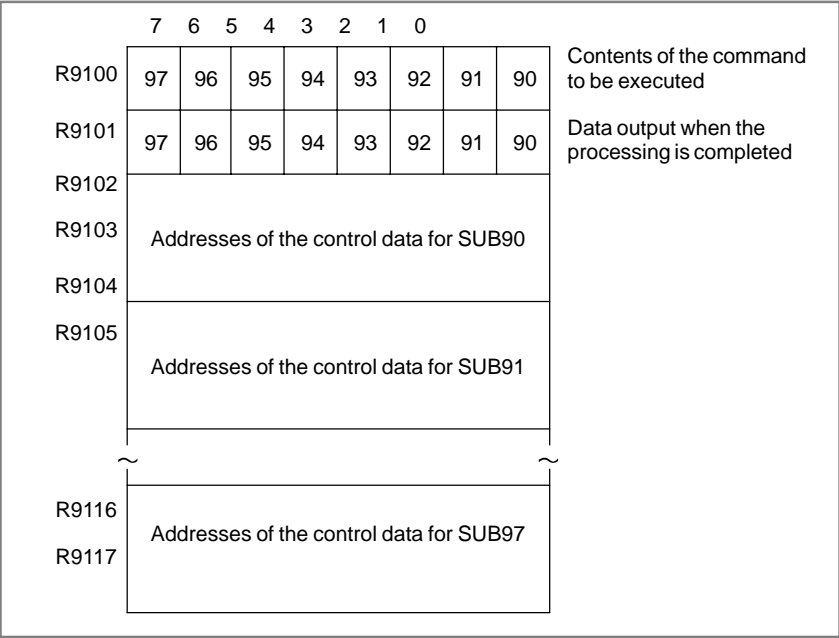 7 6 5 4 3 2 1 0
R9100 97 96 95 94 93 92 91 90 Contents of the command
to be executed
R9101 97 96 95 94 93 92 91 90 Data output when the
processing is completed
R9102
R9103 Addresses of the control data for SUB90
R9104
R9105
Addresses of the control data for SUB91
~ ~
R9116
Addresses of the control data for SUB97
R9117